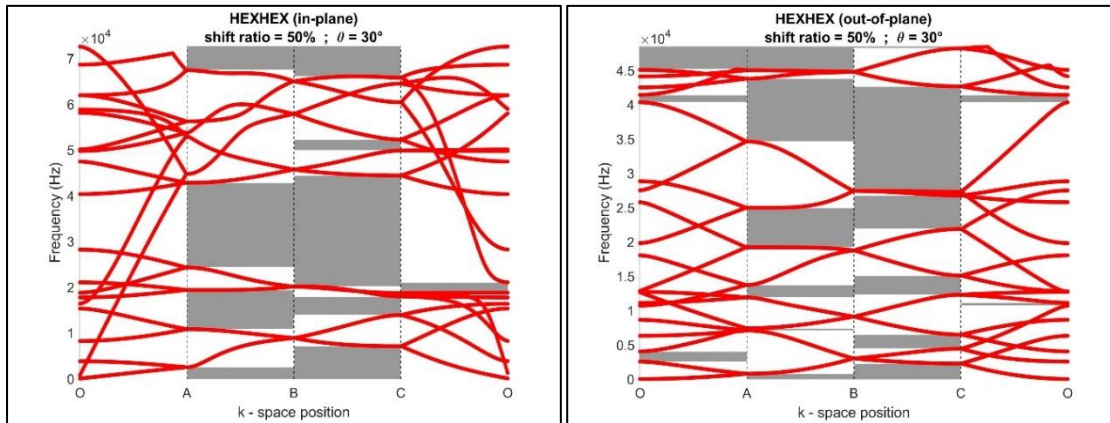 HEXHEX (in-plane)
shift ratio = 50% ; θ = 30°
×10⁴
Frequency (Hz)
7
6
5
4
3
2
1
0
O A B C O
k - space position
HEXHEX (out-of-plane)
shift ratio = 50% ; θ = 30°
×10⁴
Frequency (Hz)
4.5
4
3.5
3
2.5
2
1.5
1
0.5
0
O A B C O
k - space position